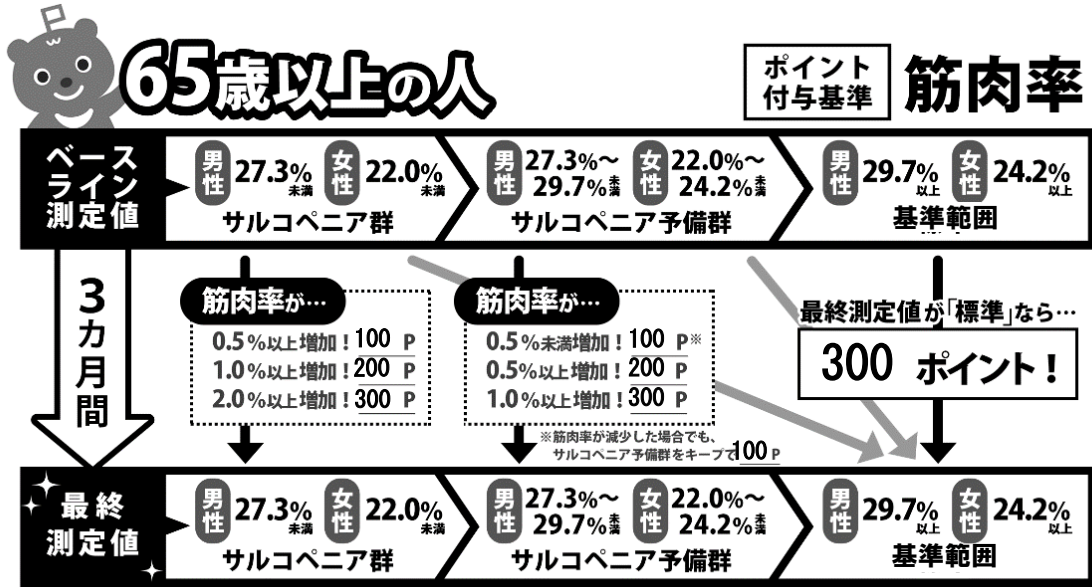 65歳以上の人
ポイント
付与基準
筋肉率
ベース
ライン
測定値
男性 27.3%未満 女性 22.0%未満
サルコペニア群
男性 27.3%～29.7%未満 女性 22.0%～24.2%未満
サルコペニア予備群
男性 29.7%以上 女性 24.2%以上
基準範囲
3カ月間
筋肉率が…
0.5%以上増加！100 P
1.0%以上増加！200 P
2.0%以上増加！300 P
筋肉率が…
0.5%未満増加！100 P※
0.5%以上増加！200 P
1.0%以上増加！300 P
※筋肉率が減少した場合でも、
サルコペニア予備群をキープで100 P
最終測定値が「標準」なら…
300 ポイント！
最終
測定値
男性 27.3%未満 女性 22.0%未満
サルコペニア群
男性 27.3%～29.7%未満 女性 22.0%～24.2%未満
サルコペニア予備群
男性 29.7%以上 女性 24.2%以上
基準範囲